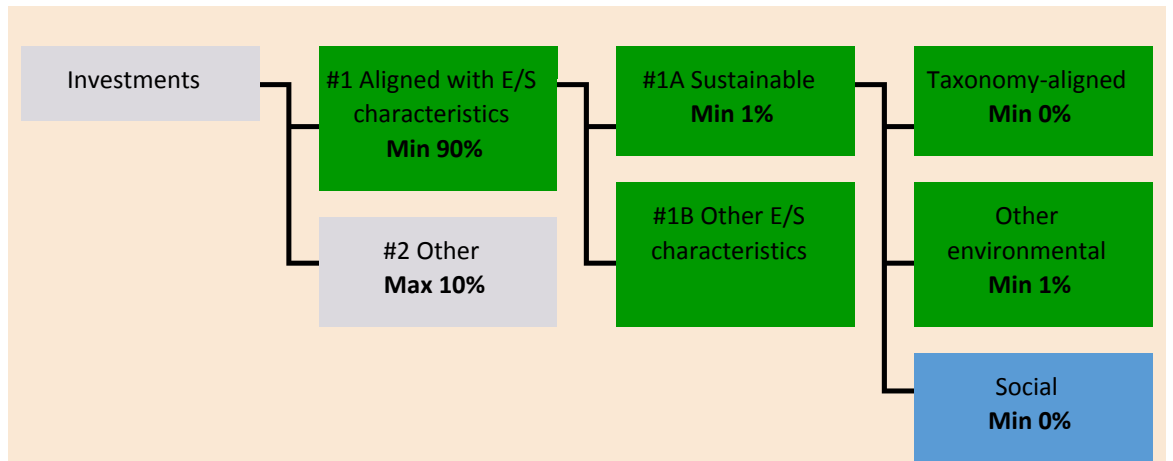 Investments
#1 Aligned with E/S
characteristics
Min 90%
#2 Other
Max 10%
#1A Sustainable
Min 1%
#1B Other E/S
characteristics
Taxonomy-aligned
Min 0%
Other
environmental
Min 1%
Social
Min 0%